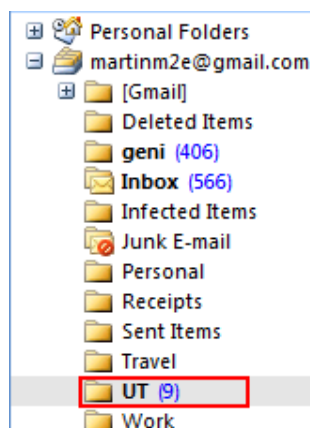 Personal Folders
martinm2e@gmail.com
[Gmail]
Deleted Items
geni (406)
Inbox (566)
Infected Items
Junk E-mail
Personal
Receipts
Sent Items
Travel
UT (9)
Work